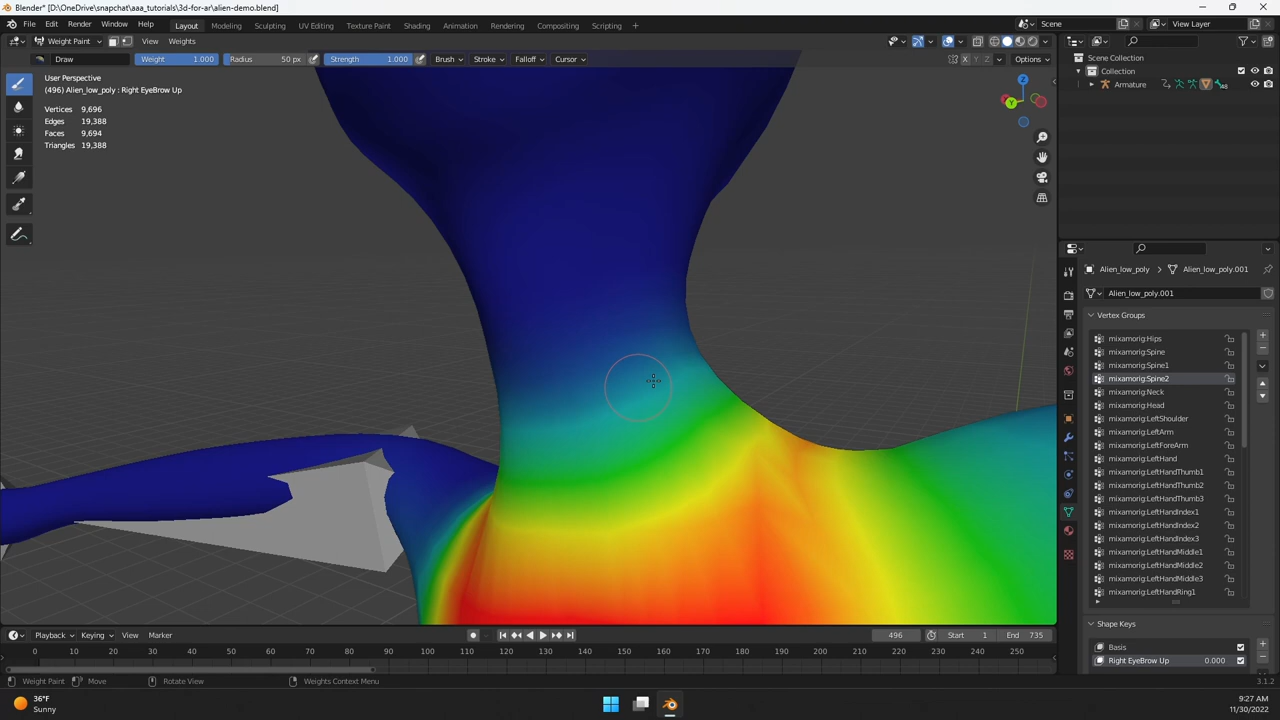 Blender* [D:\OneDrive\snapchat\aaa_tutorials\3d-for-ar\alien-demo.blend]
File Edit Render Window Help Layout Modeling Sculpting UV Editing Texture Paint Shading Animation Rendering Compositing Scripting + Scene View Layer
Weight Paint View Weights
Draw Weight 1.000 Radius 50 px Strength 1.000 Brush Stroke Falloff Cursor X Y Z Options
User Perspective
(496) Alien_low_poly : Right EyeBrow Up
Vertices 9,696
Edges 19,388
Faces 9,694
Triangles 19,388
Z
Y
Scene Collection
Collection
Armature
Alien_low_poly > Alien_low_poly.001
Alien_low_poly.001
Vertex Groups
mixamorig:Hips
mixamorig:Spine
mixamorig:Spine1
mixamorig:Spine2
mixamorig:Neck
mixamorig:Head
mixamorig:LeftShoulder
mixamorig:LeftArm
mixamorig:LeftForeArm
mixamorig:LeftHand
mixamorig:LeftHandThumb1
mixamorig:LeftHandThumb2
mixamorig:LeftHandThumb3
mixamorig:LeftHandIndex1
mixamorig:LeftHandIndex2
mixamorig:LeftHandIndex3
mixamorig:LeftHandMiddle1
mixamorig:LeftHandMiddle2
mixamorig:LeftHandMiddle3
mixamorig:LeftHandRing1
Shape Keys
Basis
Right EyeBrow Up 0.000
Playback Keying View Marker 496 Start 1 End 735
0 10 20 30 40 50 60 70 80 90 100 110 120 130 140 150 160 170 180 190 200 210 220 230 240 250
Weight Paint Move Rotate View Weights Context Menu 3.1.2
36°F
Sunny
9:27 AM
11/30/2022